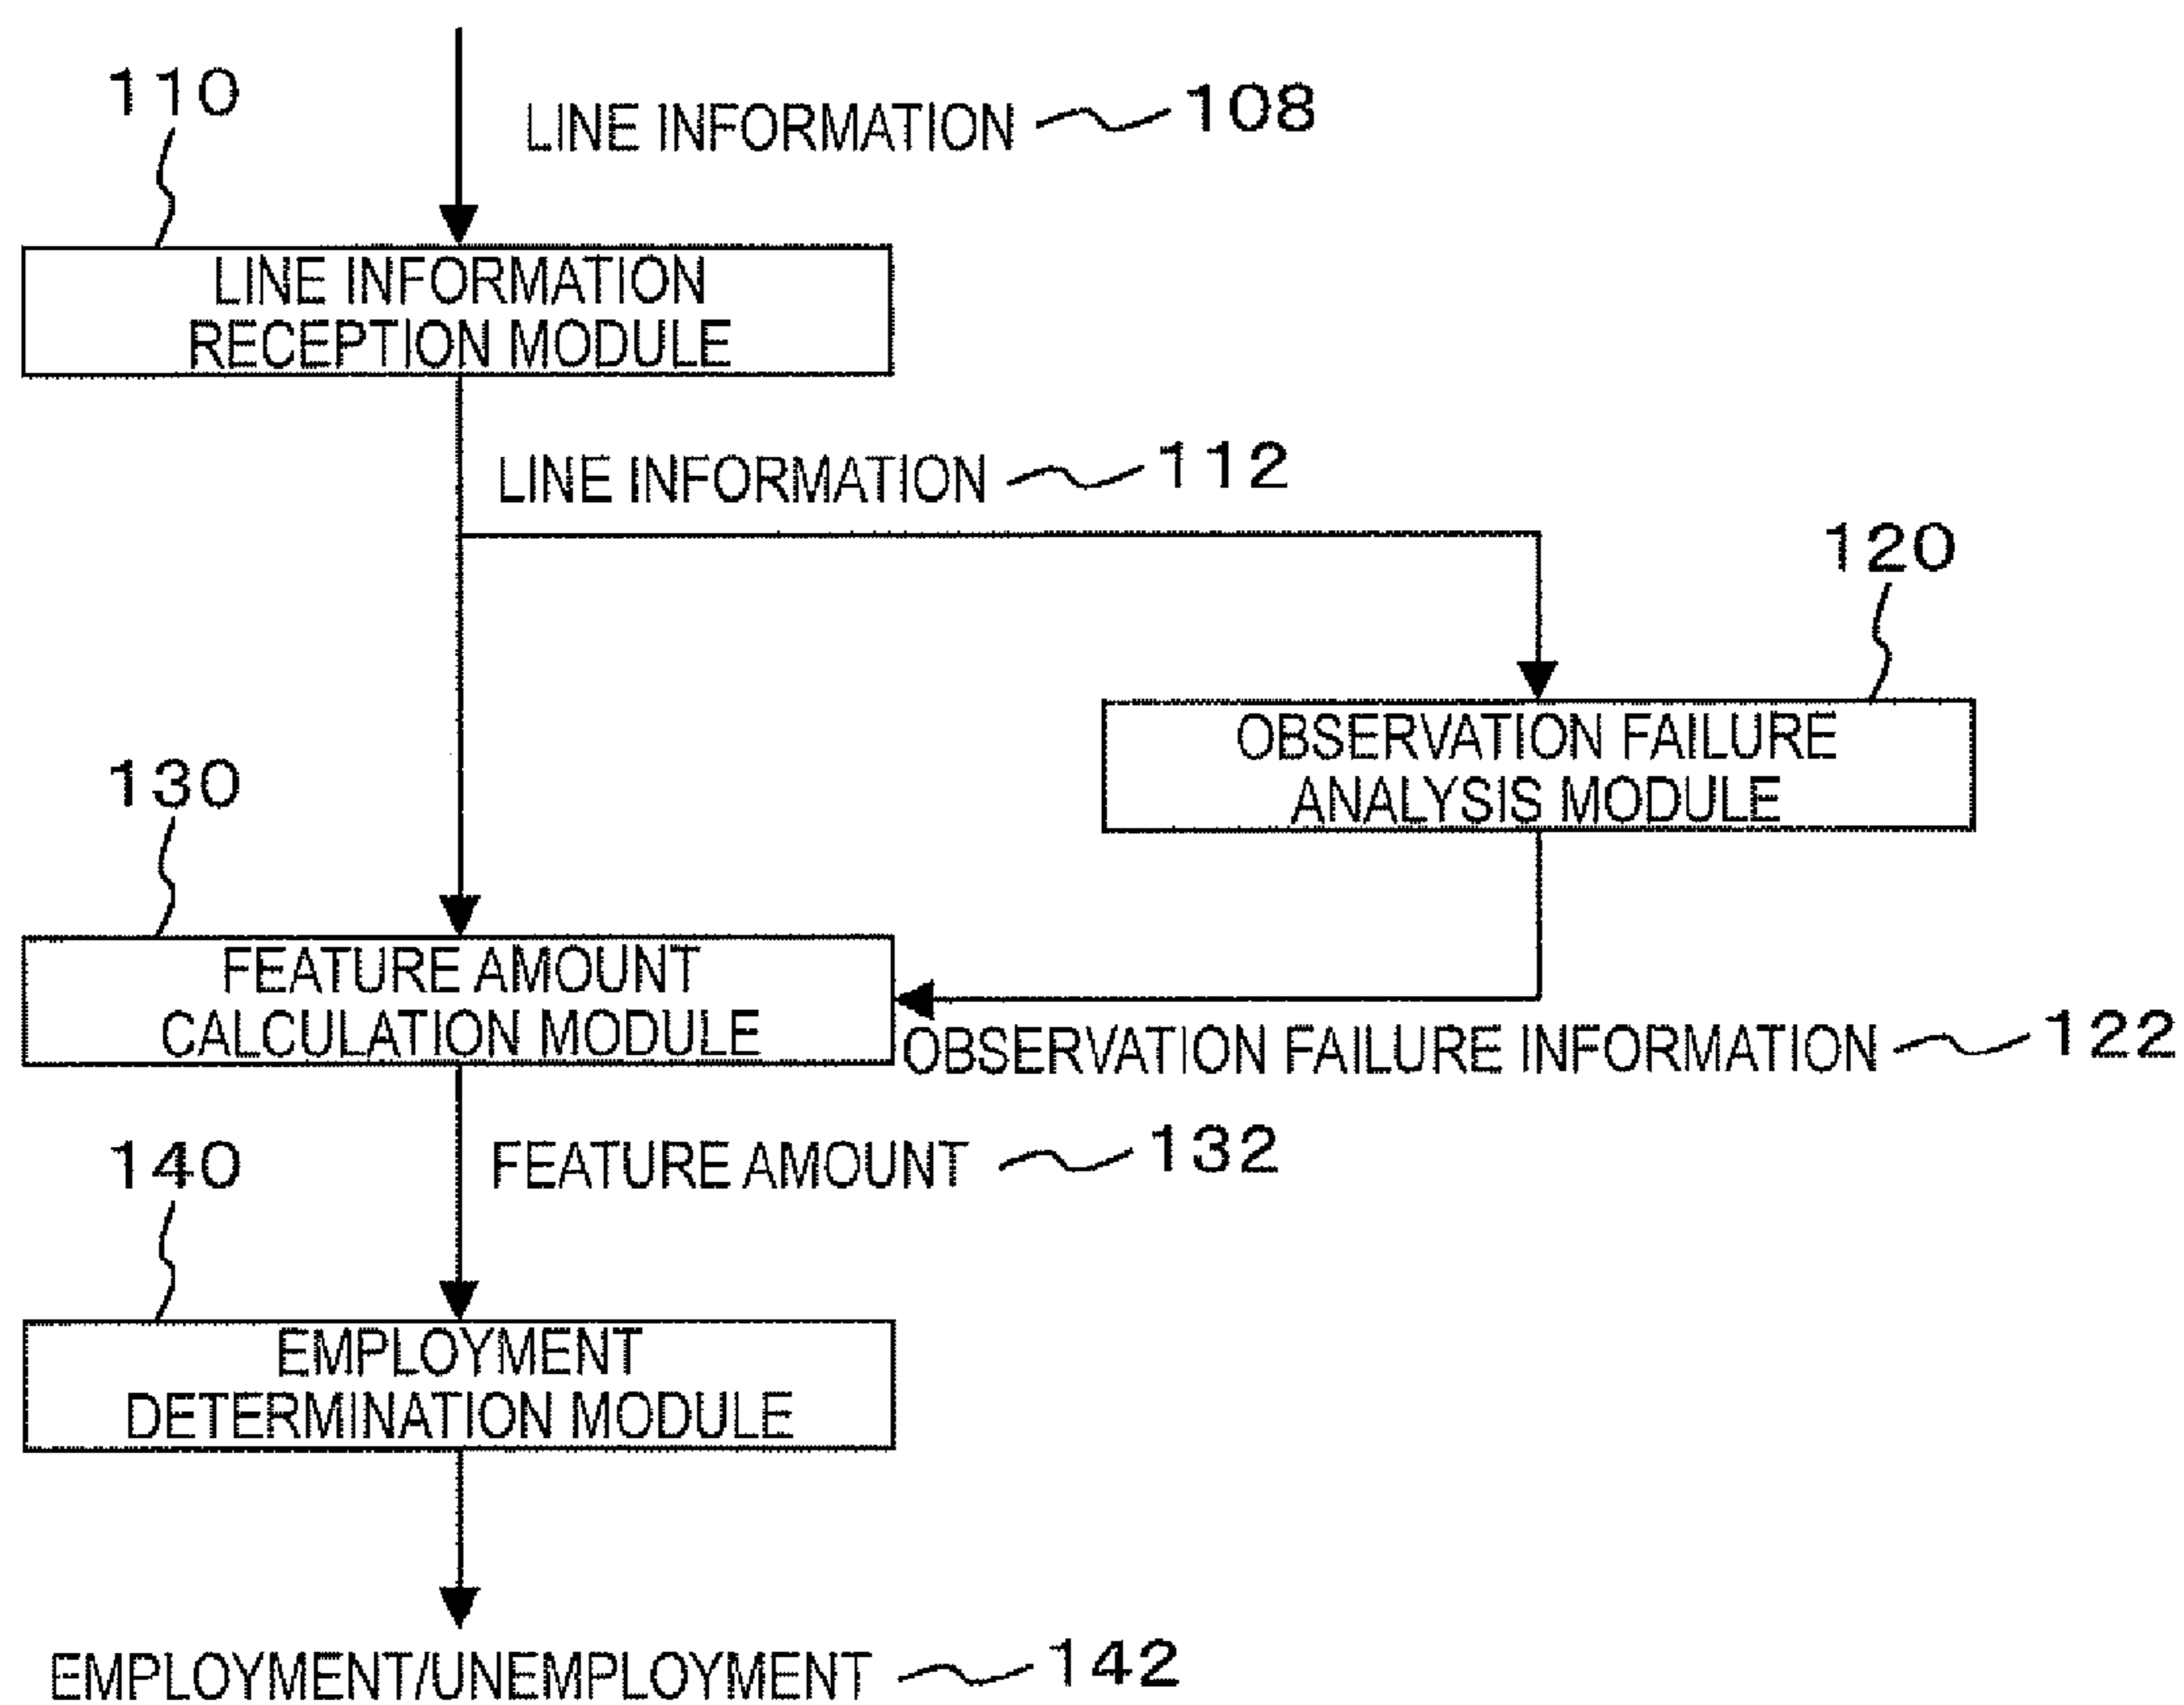 110
LINE INFORMATION 108
LINE INFORMATION
RECEPTION MODULE
LINE INFORMATION 112
120
OBSERVATION FAILURE
ANALYSIS MODULE
130
FEATURE AMOUNT
CALCULATION MODULE
OBSERVATION FAILURE INFORMATION 122
FEATURE AMOUNT 132
140
EMPLOYMENT
DETERMINATION MODULE
EMPLOYMENT/UNEMPLOYMENT 142